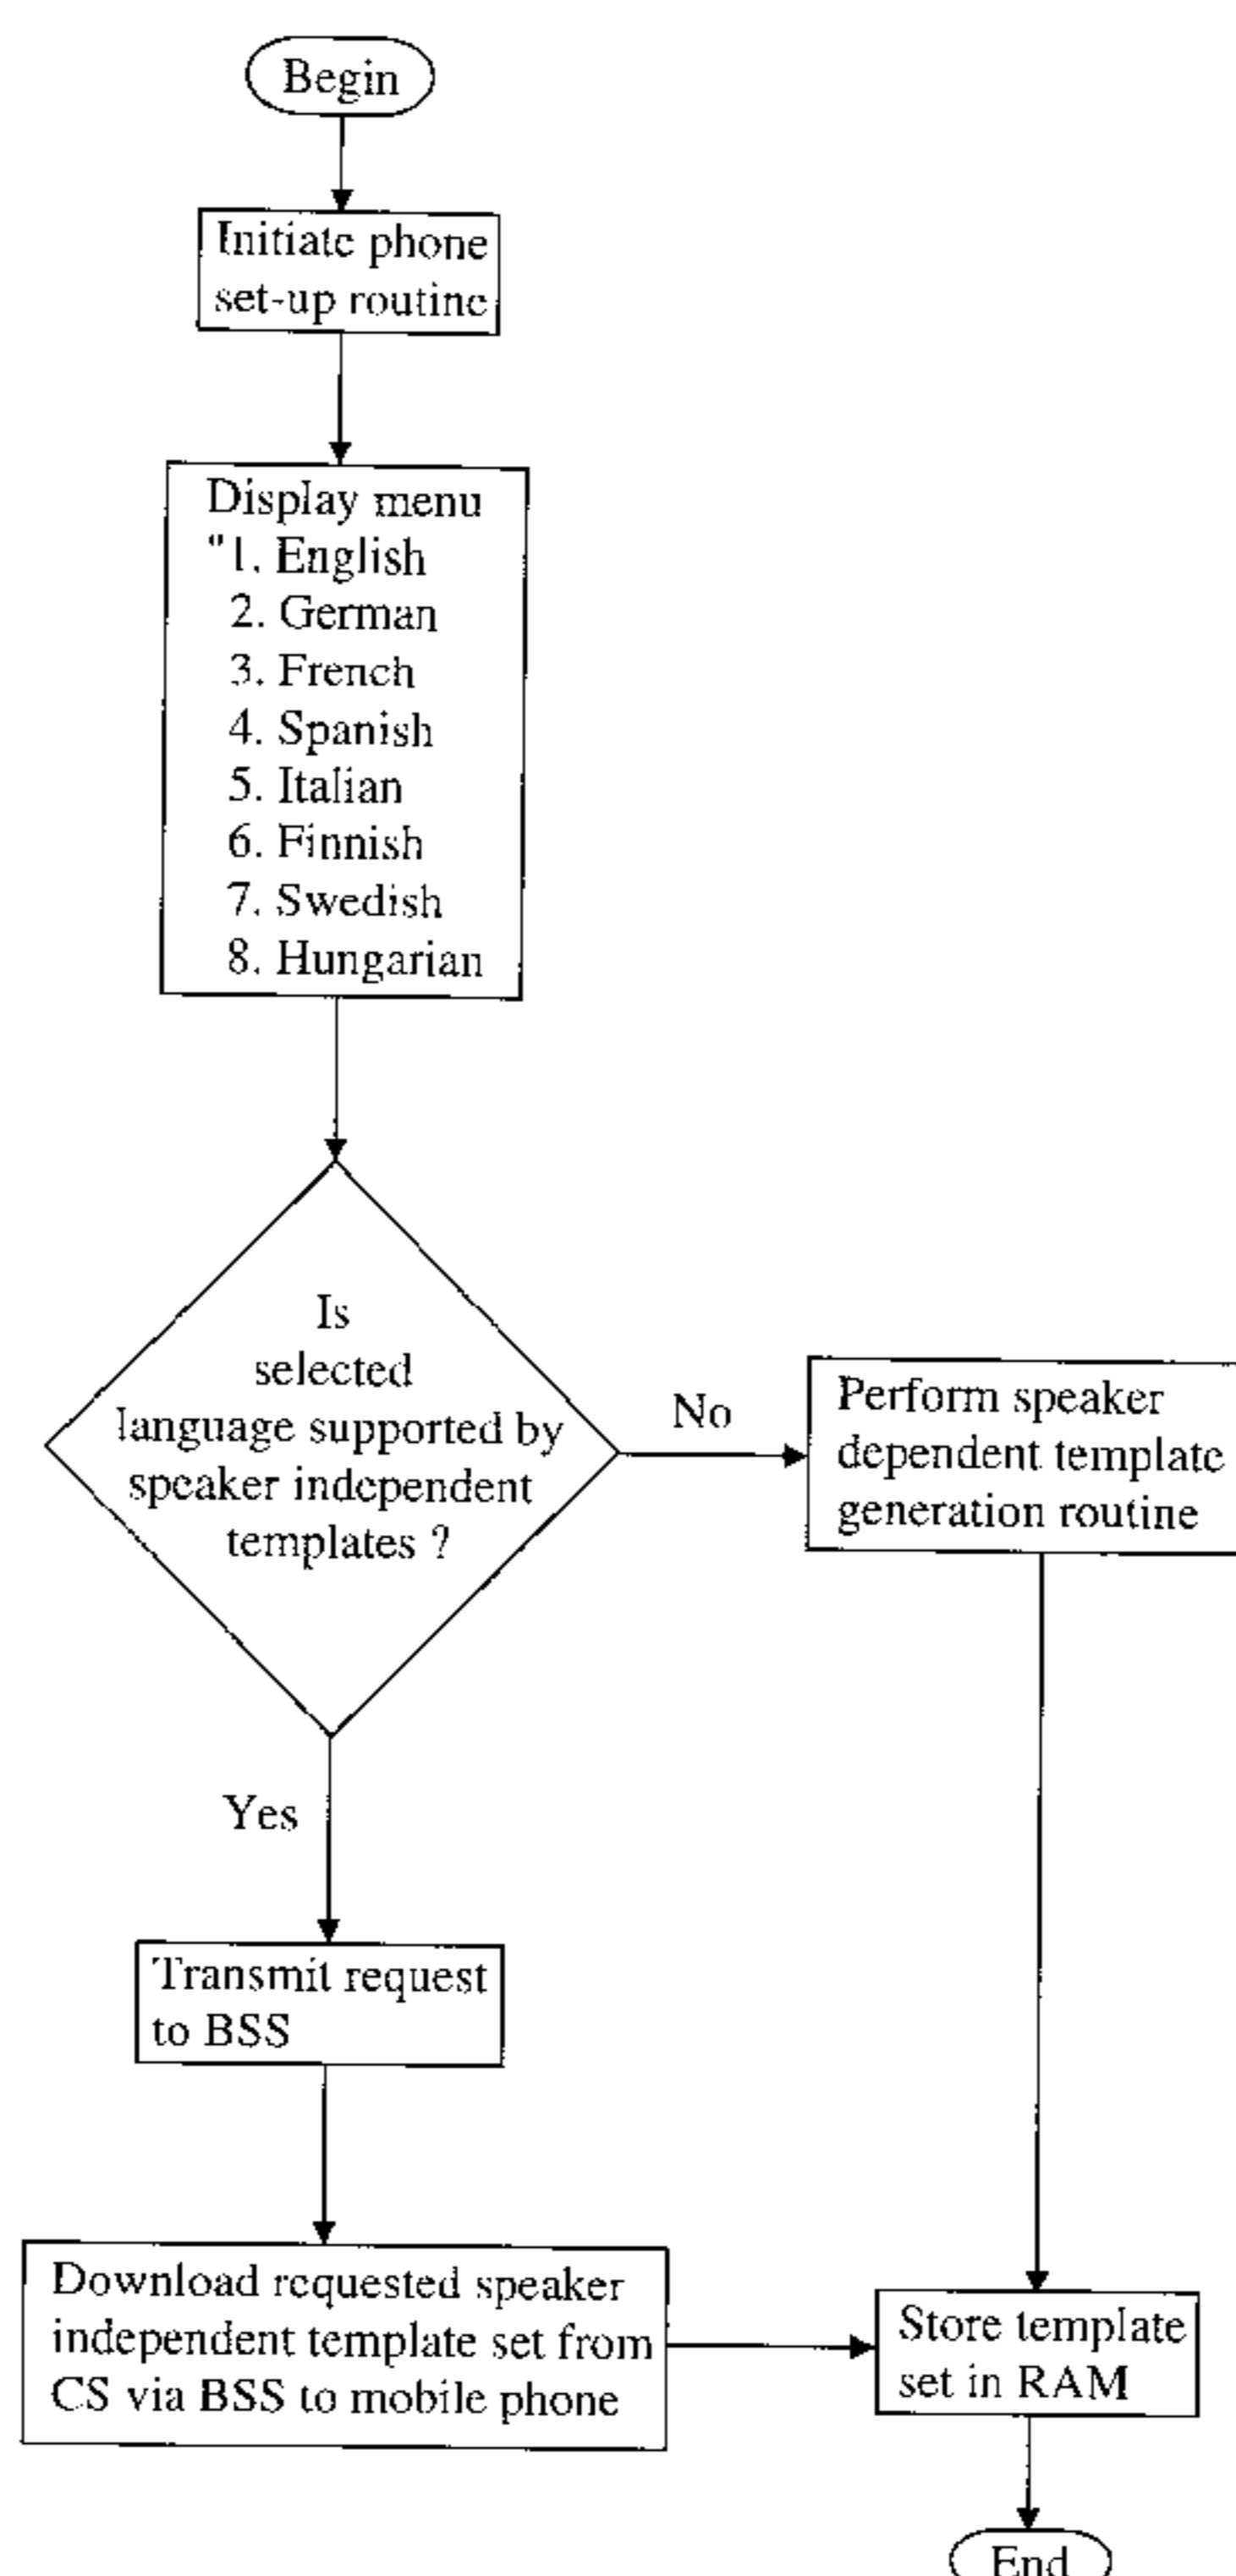 Begin
Initiate phone
set-up routine
Display menu
"1. English
2. German
3. French
4. Spanish
5. Italian
6. Finnish
7. Swedish
8. Hungarian
Is
selected
language supported by
speaker independent
templates ?
No
Perform speaker
dependent template
generation routine
Yes
Transmit request
to BSS
Download requested speaker
independent template set from
CS via BSS to mobile phone
Store template
set in RAM
End